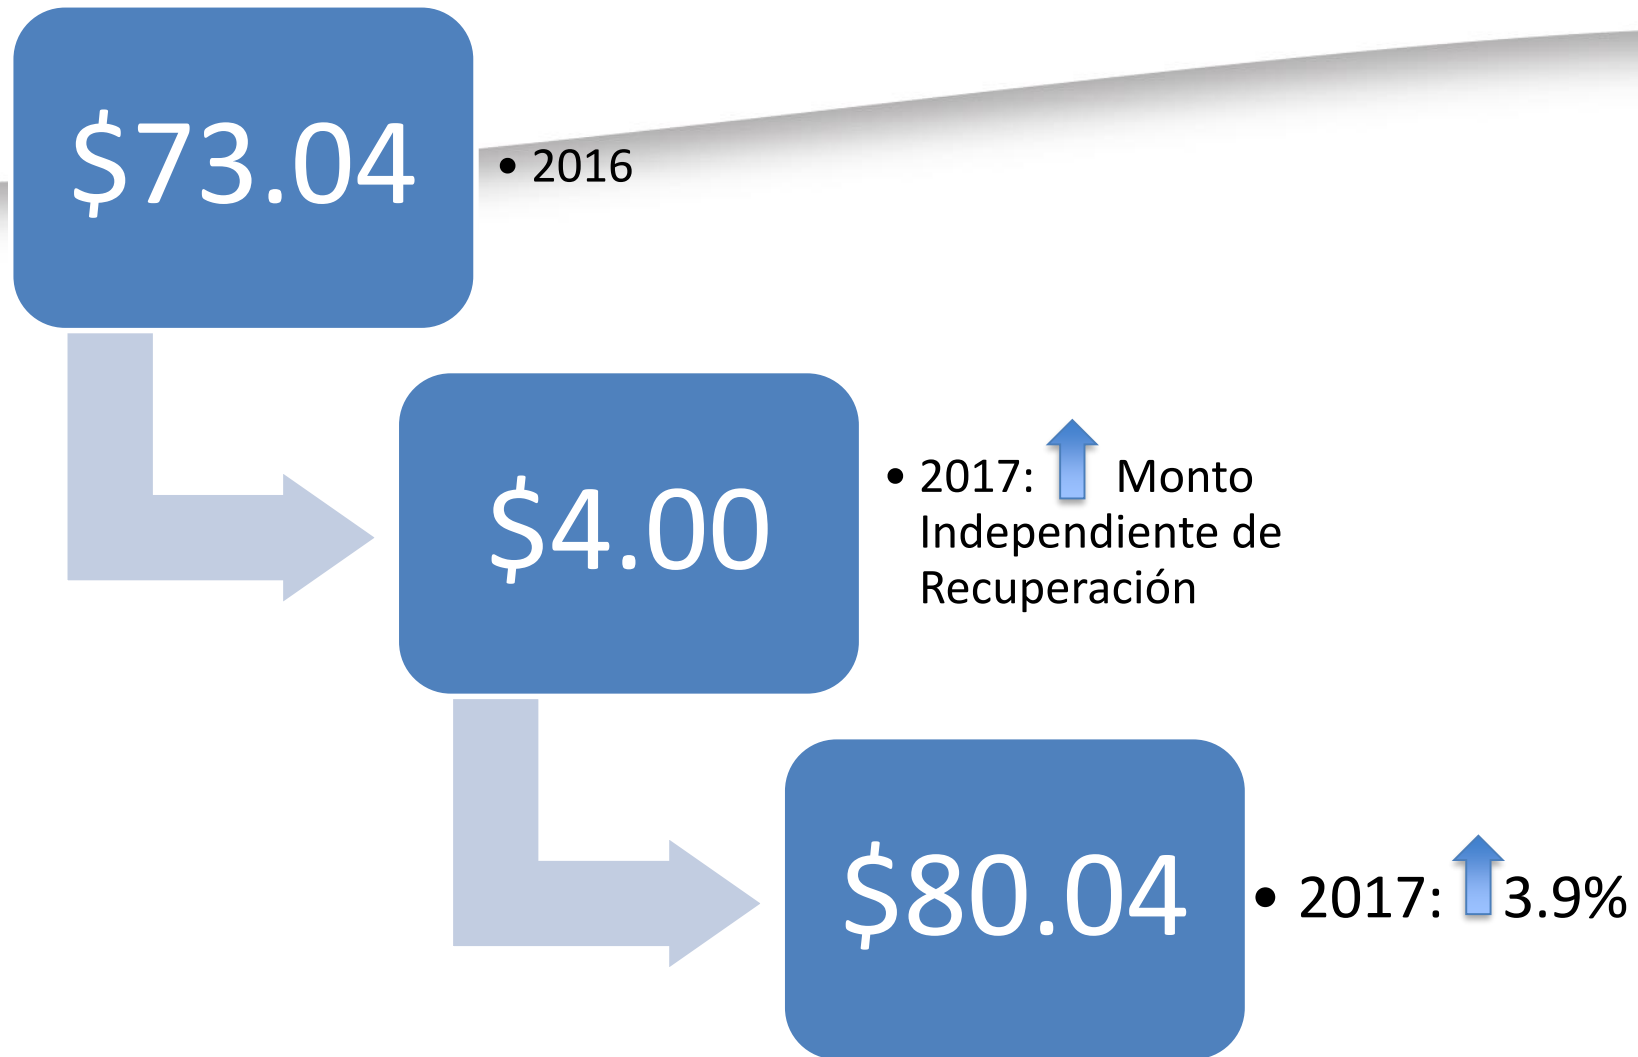 $73.04
• 2016
$4.00
• 2017: Monto
Independiente de
Recuperación
$80.04
• 2017: 3.9%